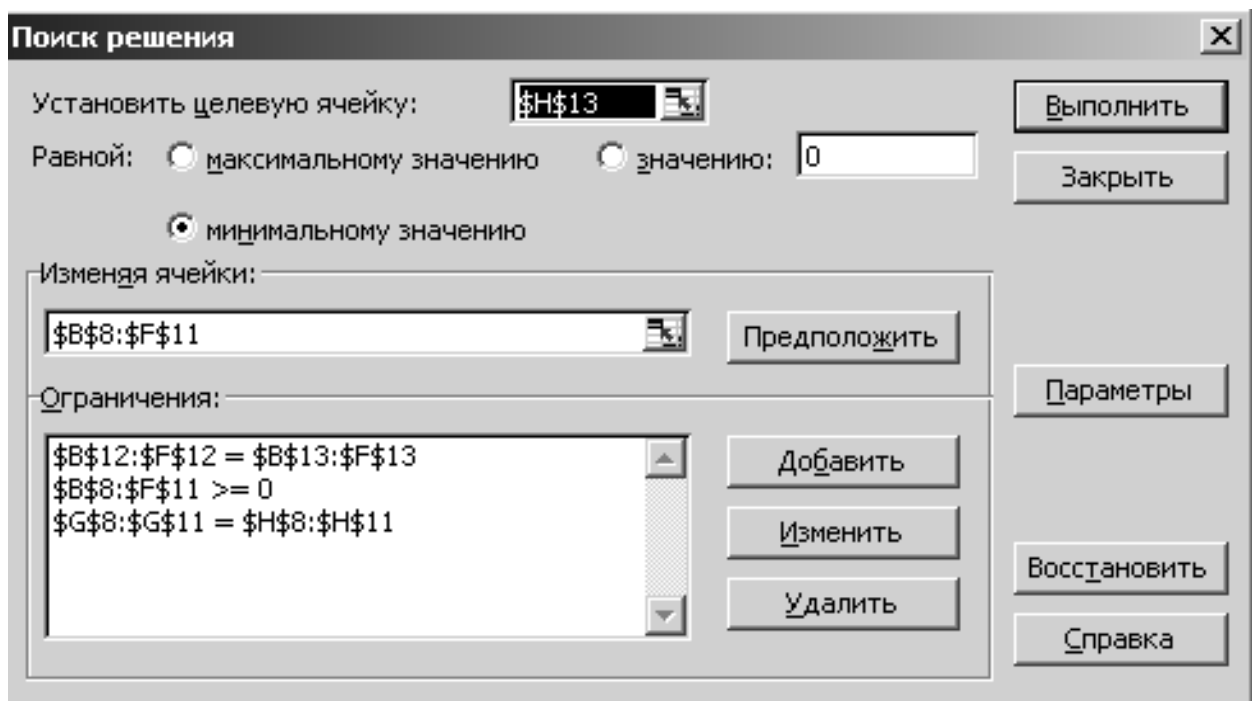 Поиск решения
Установить целевую ячейку: $H$13
Выполнить
Равной: максимальному значению значению: 0
Закрыть
минимальному значению
Изменяя ячейки:
$B$8:$F$11
Предположить
Ограничения:
Параметры
$B$12:$F$12 = $B$13:$F$13
$B$8:$F$11 >= 0
$G$8:$G$11 = $H$8:$H$11
Добавить
Изменить
Удалить
Восстановить
Справка